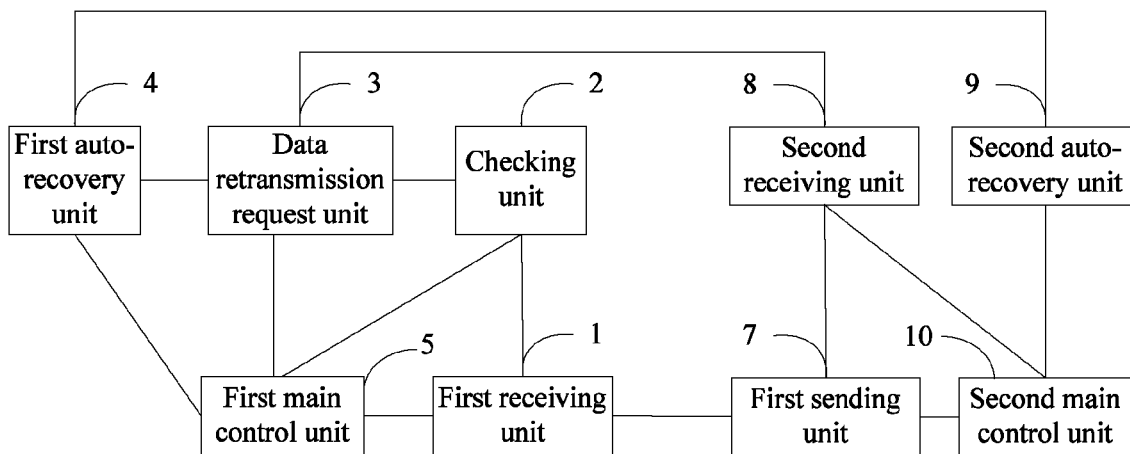 4
3
2
8
9
First auto-
recovery
unit
Data
retransmission
request unit
Checking
unit
Second
receiving unit
Second auto-
recovery unit
5
1
7
10
First main
control unit
First receiving
unit
First sending
unit
Second main
control unit